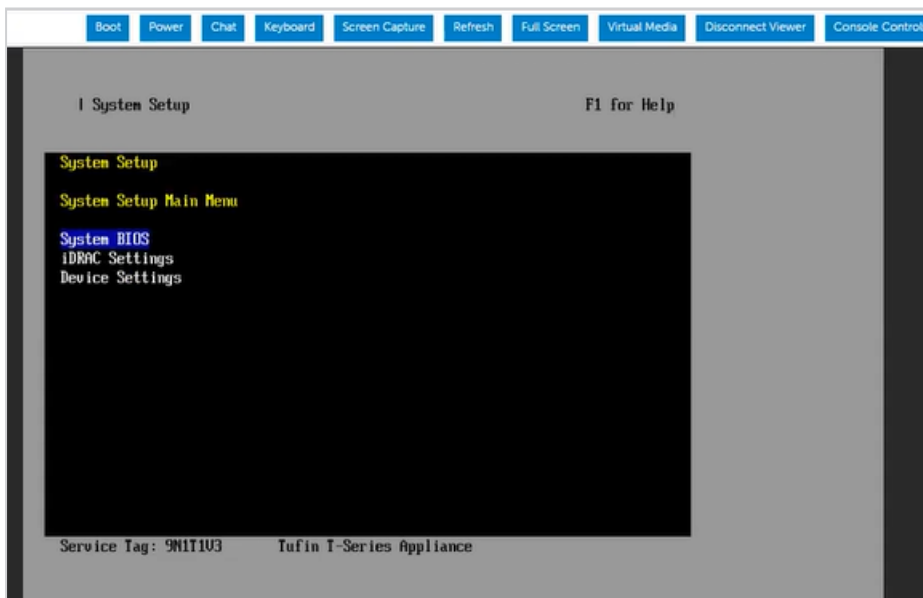 Boot Power Chat Keyboard Screen Capture Refresh Full Screen Virtual Media Disconnect Viewer Console Control
| System Setup F1 for Help
System Setup
System Setup Main Menu
System BIOS
iDRAC Settings
Device Settings
Service Tag: 9N1T1V3 Tufin T-Series Appliance